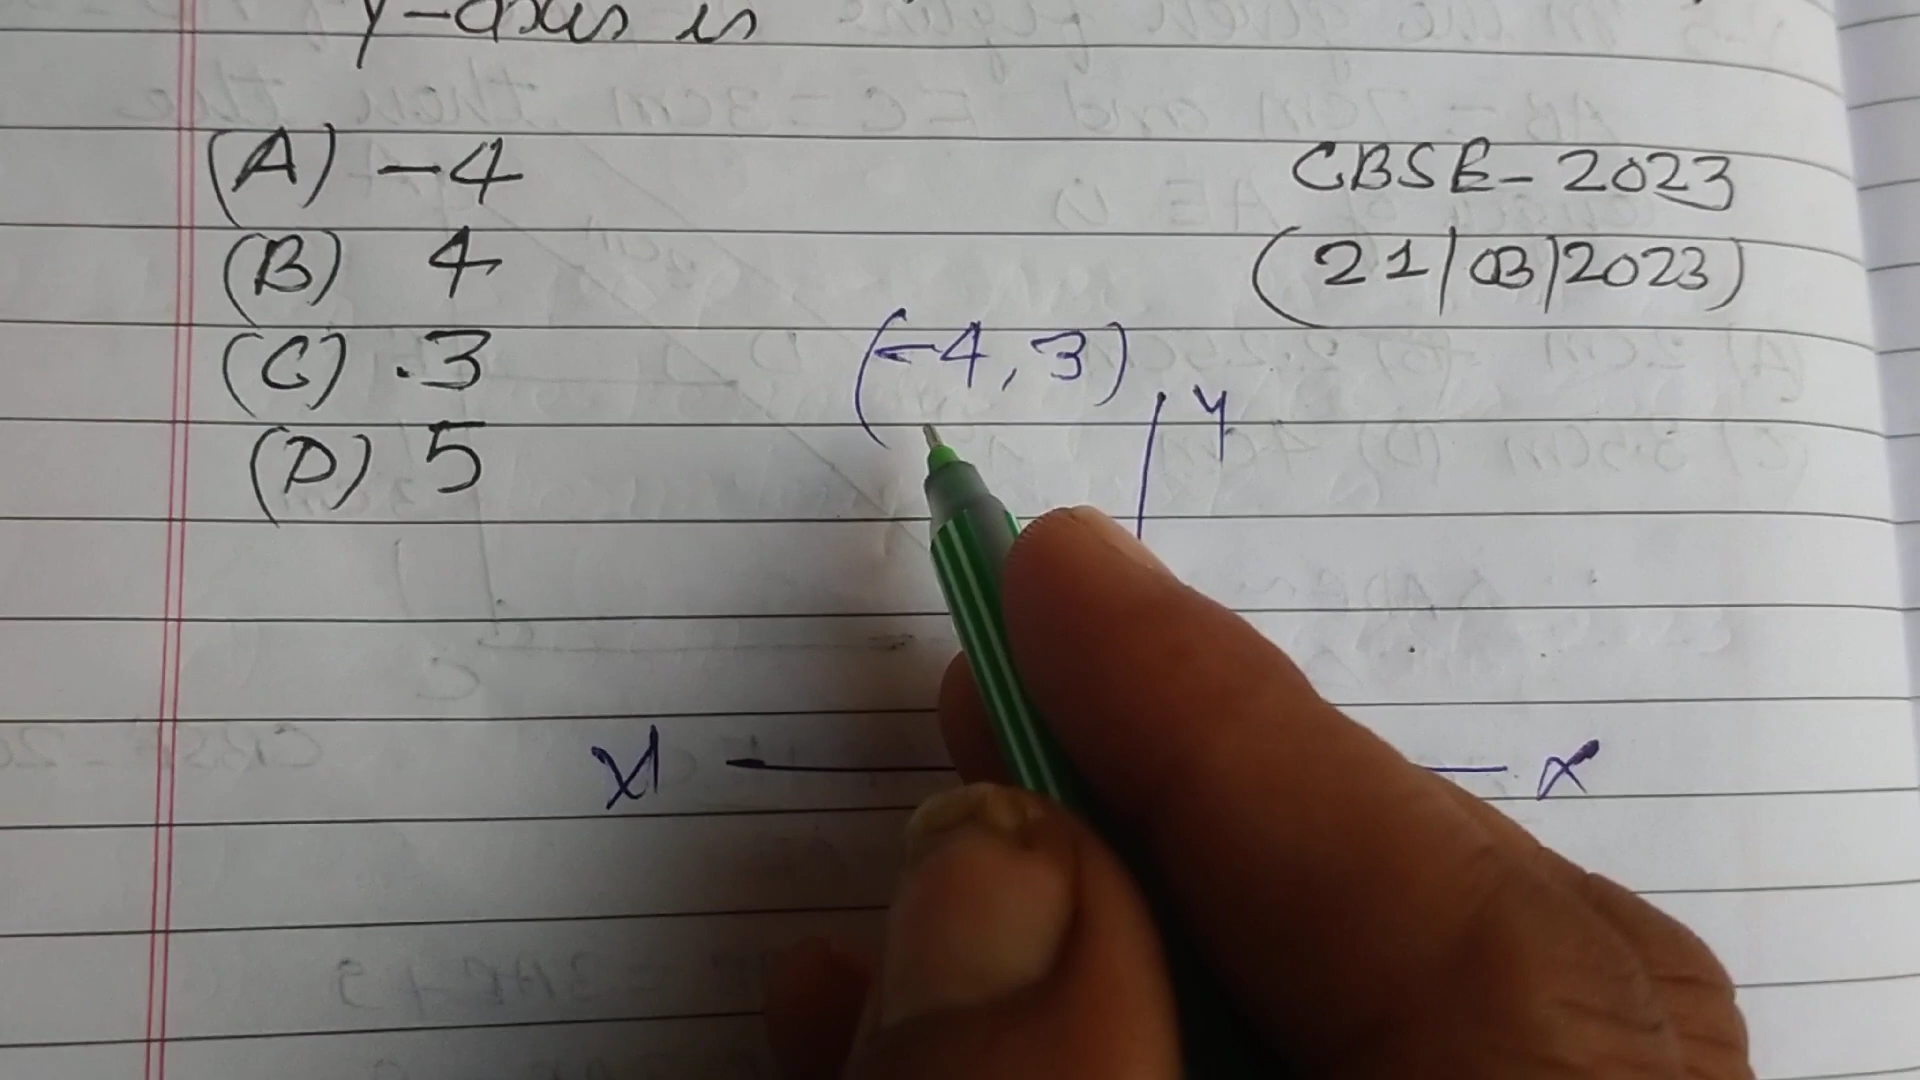 y-axis is
(A) -4
CBSE-2023
(B) 4
(21/03/2023)
(C) .3
(-4, 3)
(D) 5
y
x'
x